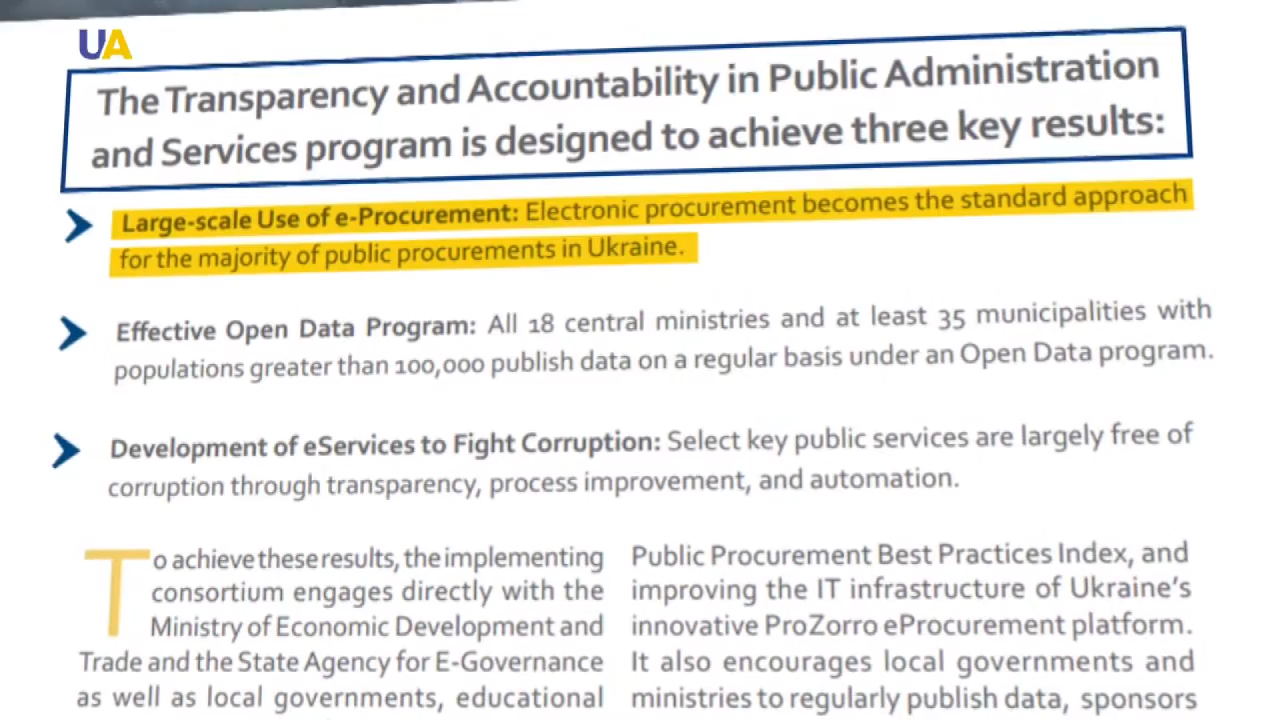 UA
The Transparency and Accountability in Public Administration
and Services program is designed to achieve three key results:
Large-scale Use of e-Procurement: Electronic procurement becomes the standard approach
for the majority of public procurements in Ukraine.
Effective Open Data Program: All 18 central ministries and at least 35 municipalities with
populations greater than 100,000 publish data on a regular basis under an Open Data program.
Development of eServices to Fight Corruption: Select key public services are largely free of
corruption through transparency, process improvement, and automation.
To achieve these results, the implementing
consortium engages directly with the
Ministry of Economic Development and
Trade and the State Agency for E-Governance
as well as local governments, educational
Public Procurement Best Practices Index, and
improving the IT infrastructure of Ukraine's
innovative ProZorro eProcurement platform.
It also encourages local governments and
ministries to regularly publish data, sponsors